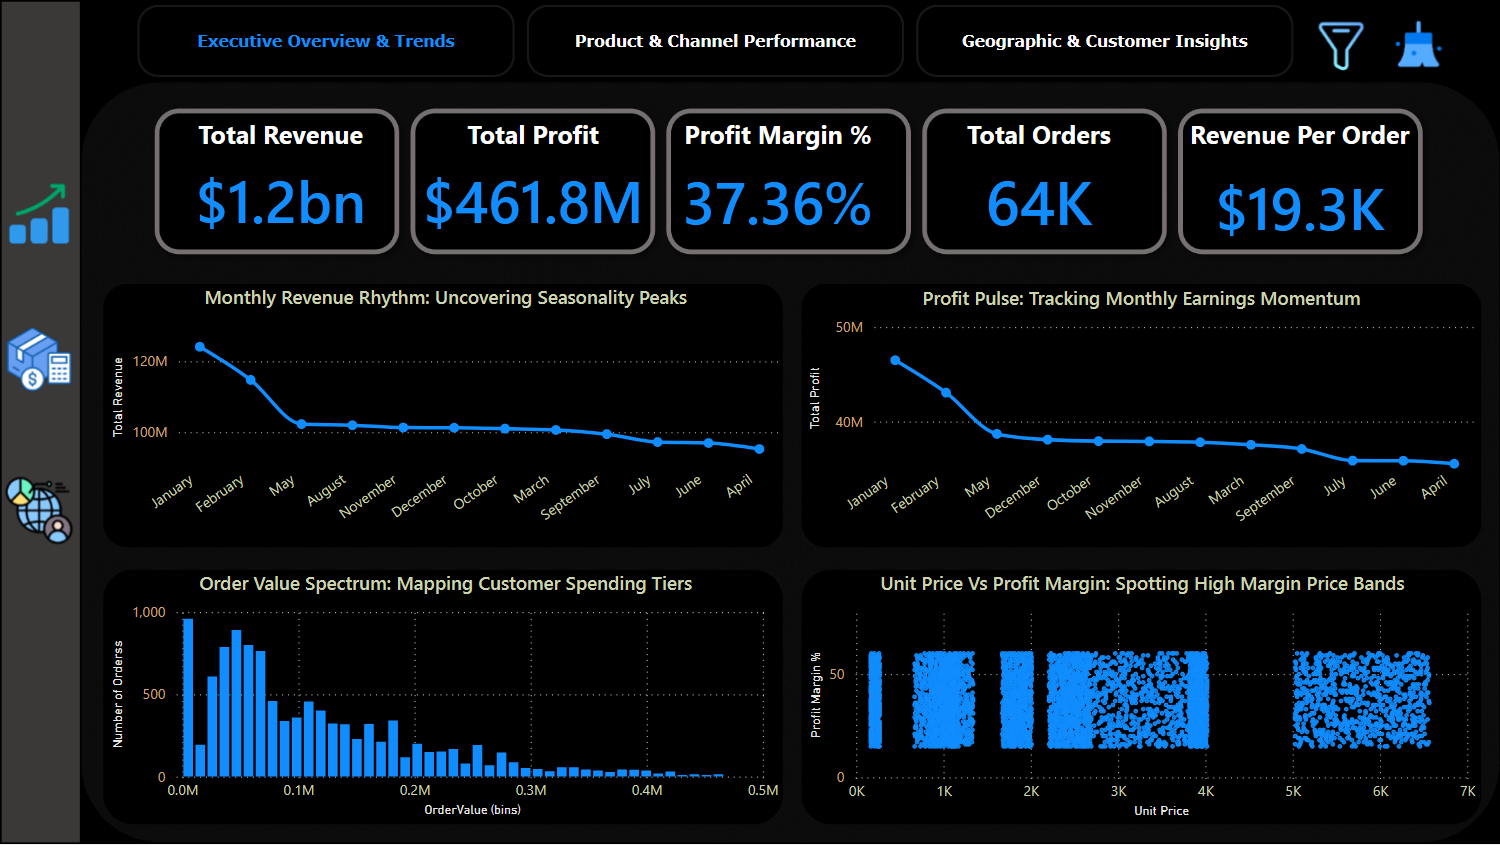 Executive Overview & Trends
Product & Channel Performance
Geographic & Customer Insights
Total Revenue
$1.2bn
Total Profit
$461.8M
Profit Margin %
37.36%
Total Orders
64K
Revenue Per Order
$19.3K
Monthly Revenue Rhythm: Uncovering Seasonality Peaks
Total Revenue
120M
100M
January
February
May
August
November
December
October
March
September
July
June
April
Profit Pulse: Tracking Monthly Earnings Momentum
Total Profit
50M
40M
January
February
May
December
October
November
August
March
September
July
June
April
Order Value Spectrum: Mapping Customer Spending Tiers
Number of Orderss
1,000
500
0
0.0M
0.1M
0.2M
0.3M
0.4M
0.5M
OrderValue (bins)
Unit Price Vs Profit Margin: Spotting High Margin Price Bands
Profit Margin %
50
0
0K
1K
2K
3K
4K
5K
6K
7K
Unit Price